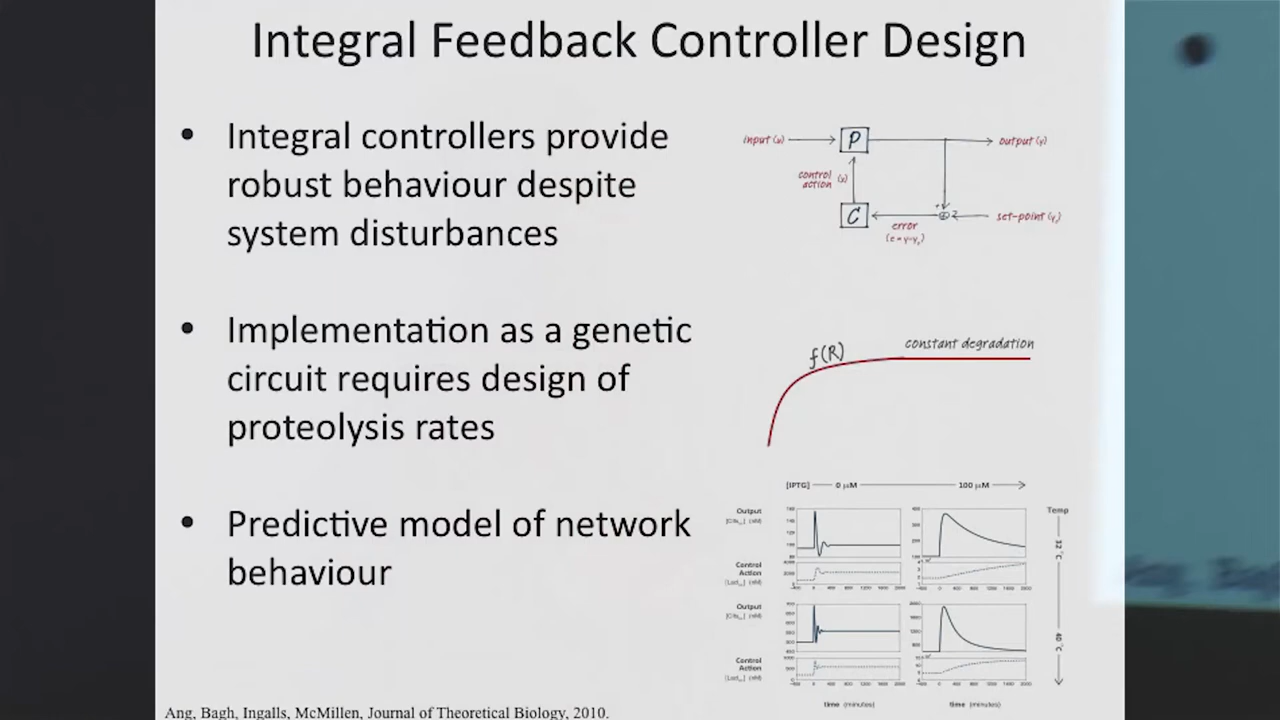 Integral Feedback Controller Design
• Integral controllers provide
robust behaviour despite
system disturbances
• Implementation as a genetic
circuit requires design of
proteolysis rates
• Predictive model of network
behaviour
input (u)
P
output (y)
control
action
C
error
set-point
f(R)
constant degradation
[IPTG] 0 µM 100 µM
Output
Temp
Control
Action
32 °C
Output
40 °C
Control
Action
time (minutes) time (minutes)
Ang, Bagh, Ingalls, McMillen, Journal of Theoretical Biology, 2010.